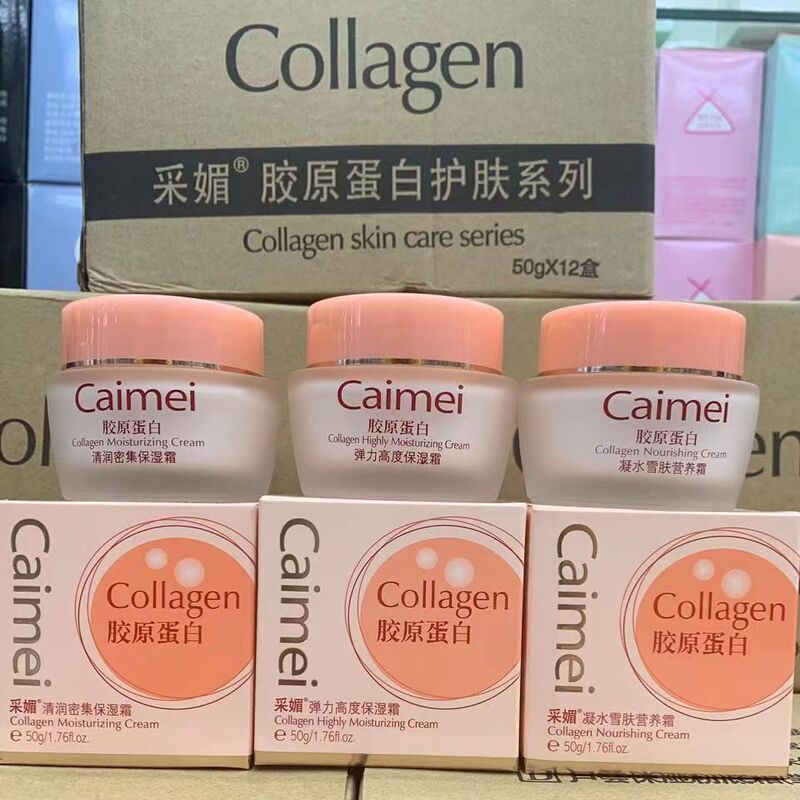 Collagen
采媚® 胶原蛋白护肤系列
Collagen skin care series
50gX12盒
Caimei
胶原蛋白
Collagen Moisturizing Cream
清润密集保湿霜
Caimei
胶原蛋白
Collagen Highly Moisturizing Cream
弹力高度保湿霜
Caimei
胶原蛋白
Collagen Nourishing Cream
凝水雪肤营养霜
Caimei
Collagen
胶原蛋白
采媚®清润密集保湿霜
Collagen Moisturizing Cream
e 50g/1.76fl.oz.
Caimei
Collagen
胶原蛋白
采媚®弹力高度保湿霜
Collagen Highly Moisturizing Cream
e 50g/1.76fl.oz.
Caimei
Collagen
胶原蛋白
采媚®凝水雪肤营养霜
Collagen Nourishing Cream
e 50g/1.76fl.oz.